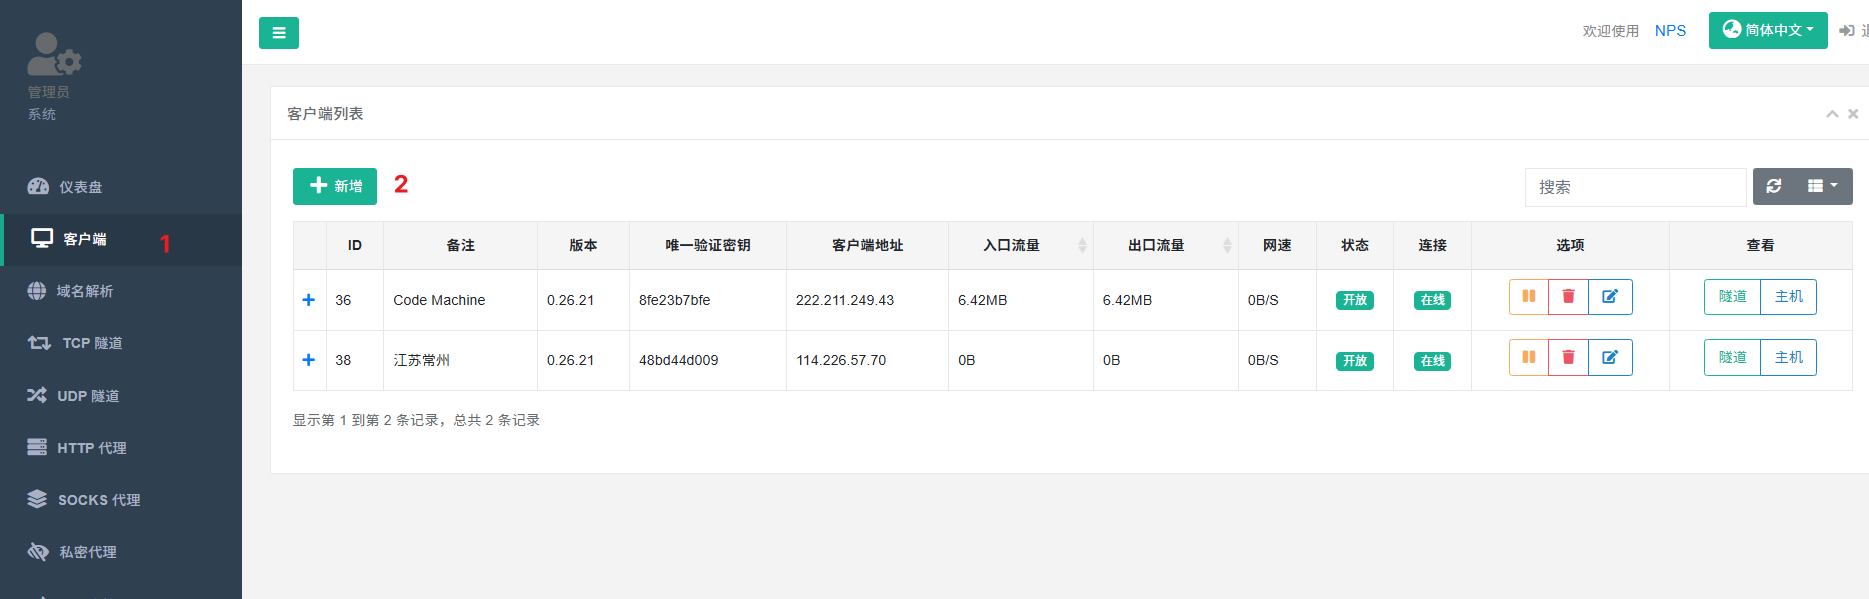 欢迎使用 NPS 简体中文
管理员
系统
客户端列表
仪表盘
新增 2
搜索
客户端 1
ID 备注 版本 唯一验证密钥 客户端地址 入口流量 出口流量 网速 状态 连接 选项 查看
域名解析
36 Code Machine 0.26.21 8fe23b7bfe 222.211.249.43 6.42MB 6.42MB 0B/S 开放 在线 隧道 主机
TCP 隧道
38 江苏常州 0.26.21 48bd44d009 114.226.57.70 0B 0B 0B/S 开放 在线 隧道 主机
UDP 隧道
显示第 1 到第 2 条记录，总共 2 条记录
HTTP 代理
SOCKS 代理
私密代理